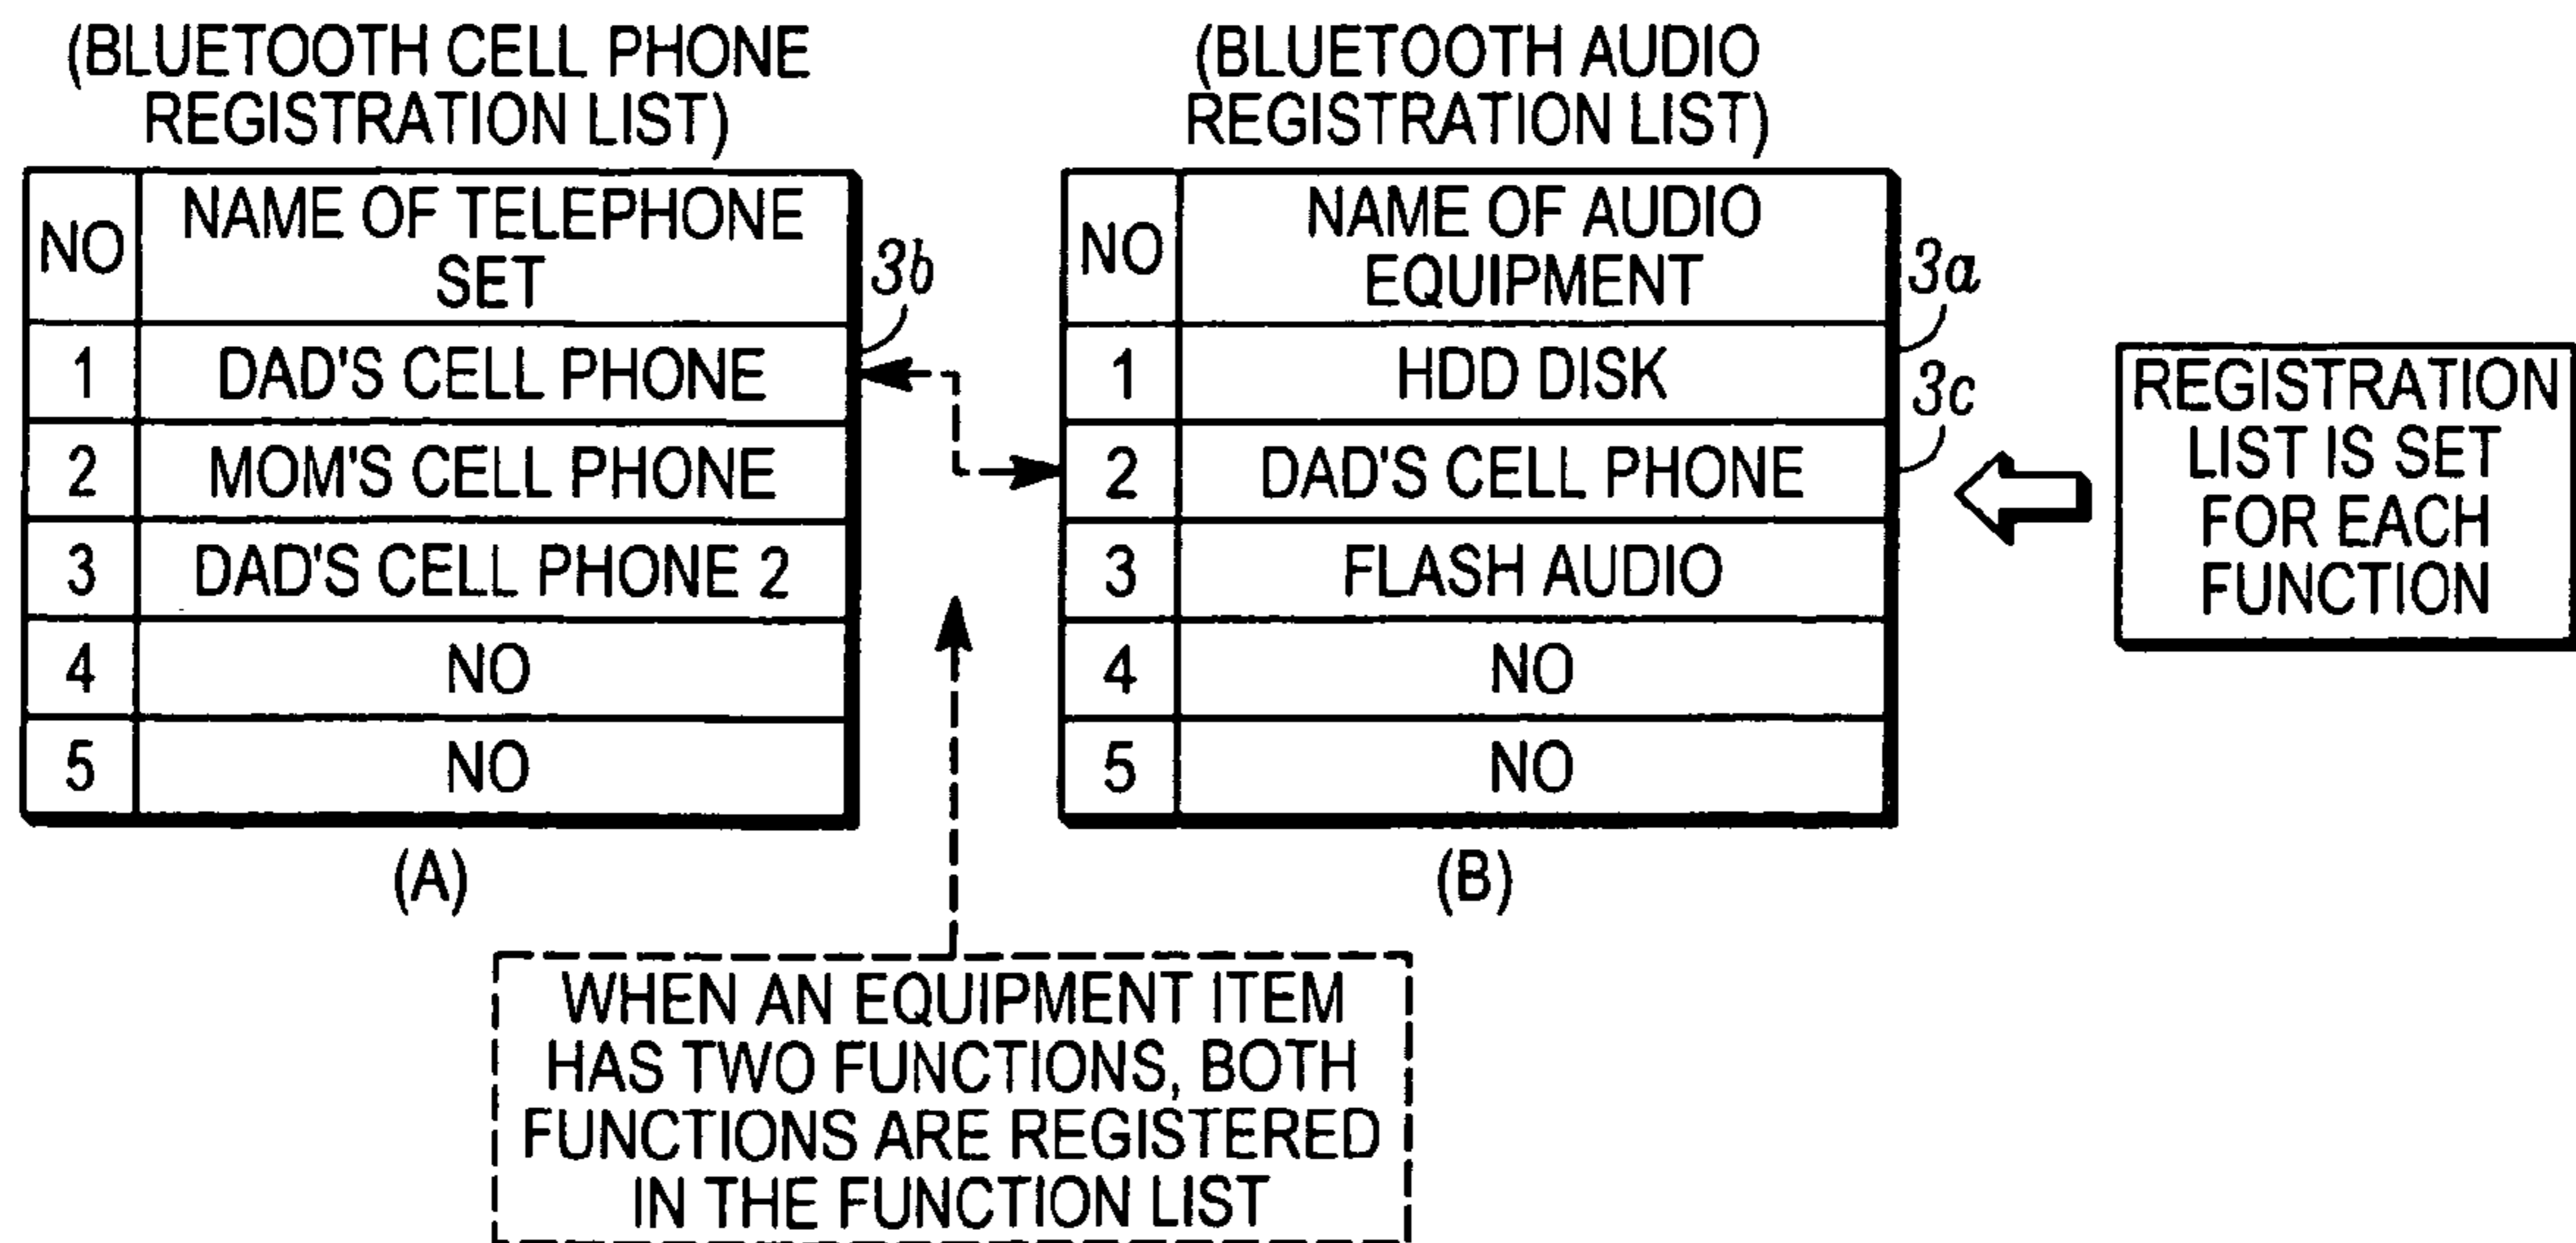 (BLUETOOTH CELL PHONE
REGISTRATION LIST)
NO
NAME OF TELEPHONE
SET
3b
1 DAD'S CELL PHONE
2 MOM'S CELL PHONE
3 DAD'S CELL PHONE 2
4 NO
5 NO
(A)
(BLUETOOTH AUDIO
REGISTRATION LIST)
NO
NAME OF AUDIO
EQUIPMENT
3a
1 HDD DISK
3c
2 DAD'S CELL PHONE
3 FLASH AUDIO
4 NO
5 NO
(B)
REGISTRATION
LIST IS SET
FOR EACH
FUNCTION
WHEN AN EQUIPMENT ITEM
HAS TWO FUNCTIONS, BOTH
FUNCTIONS ARE REGISTERED
IN THE FUNCTION LIST